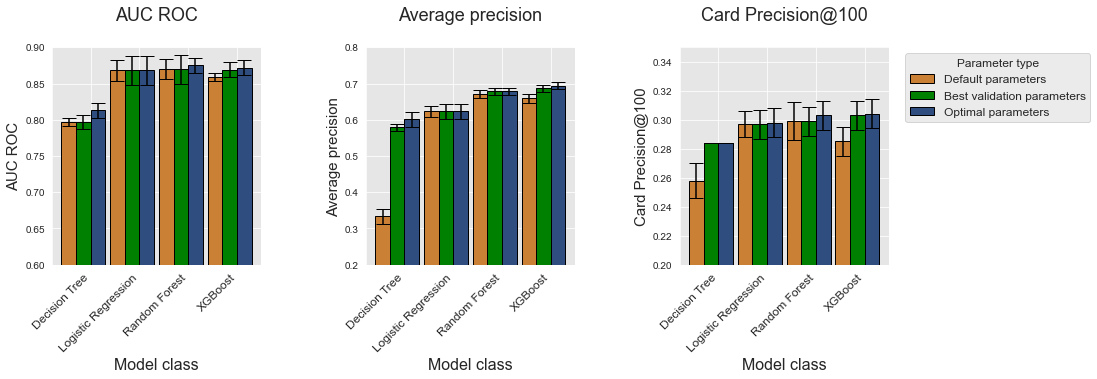 AUC ROC
AUC ROC
0.90
0.85
0.80
0.75
0.70
0.65
0.60
Decision Tree
Logistic Regression
Random Forest
XGBoost
Model class
Average precision
Average precision
0.8
0.7
0.6
0.5
0.4
0.3
0.2
Decision Tree
Logistic Regression
Random Forest
XGBoost
Model class
Card Precision@100
Card Precision@100
0.34
0.32
0.30
0.28
0.26
0.24
0.22
0.20
Decision Tree
Logistic Regression
Random Forest
XGBoost
Model class
Parameter type
Default parameters
Best validation parameters
Optimal parameters